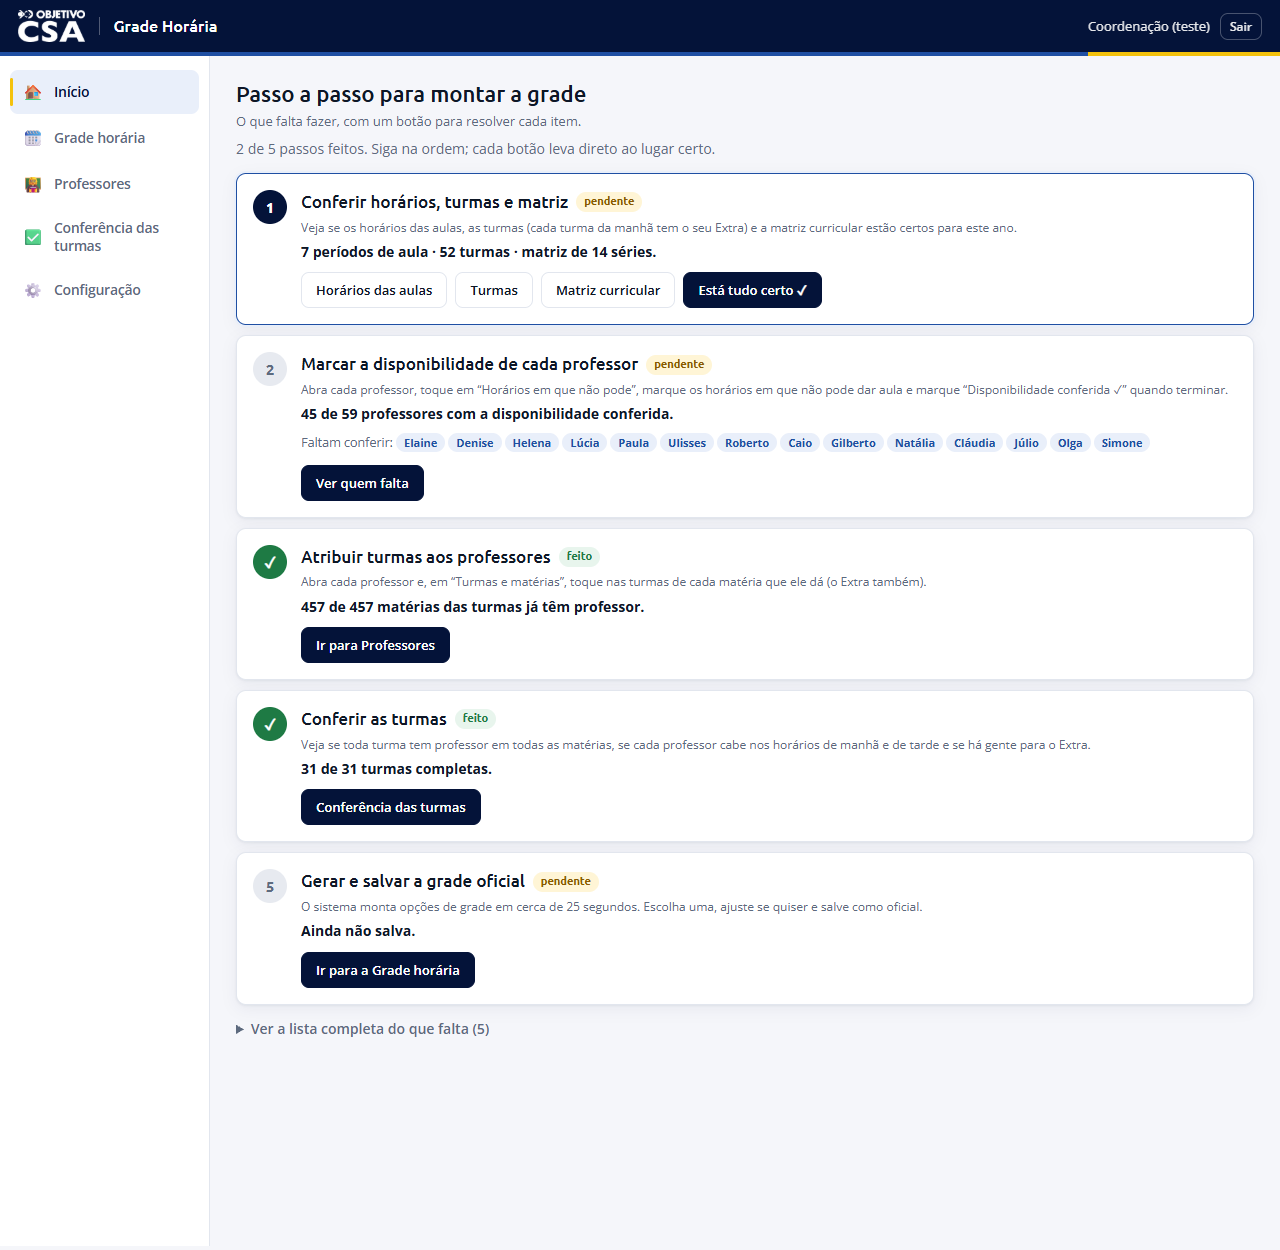 OBJETIVO
CSA
Grade Horária
Coordenação (teste)
Sair
Início
Grade horária
Professores
Conferência das
turmas
Configuração
Passo a passo para montar a grade
O que falta fazer, com um botão para resolver cada item.
2 de 5 passos feitos. Siga na ordem; cada botão leva direto ao lugar certo.
1
Conferir horários, turmas e matriz pendente
Veja se os horários das aulas, as turmas (cada turma da manhã tem o seu Extra) e a matriz curricular estão certos para este ano.
7 períodos de aula · 52 turmas · matriz de 14 séries.
Horários das aulas Turmas Matriz curricular Está tudo certo ✓
2
Marcar a disponibilidade de cada professor pendente
Abra cada professor, toque em “Horários em que não pode”, marque os horários em que não pode dar aula e marque “Disponibilidade conferida ✓” quando terminar.
45 de 59 professores com a disponibilidade conferida.
Faltam conferir: Elaine Denise Helena Lúcia Paula Ulisses Roberto Caio Gilberto Natália Cláudia Júlio Olga Simone
Ver quem falta
✓
Atribuir turmas aos professores feito
Abra cada professor e, em “Turmas e matérias”, toque nas turmas de cada matéria que ele dá (o Extra também).
457 de 457 matérias das turmas já têm professor.
Ir para Professores
✓
Conferir as turmas feito
Veja se toda turma tem professor em todas as matérias, se cada professor cabe nos horários de manhã e de tarde e se há gente para o Extra.
31 de 31 turmas completas.
Conferência das turmas
5
Gerar e salvar a grade oficial pendente
O sistema monta opções de grade em cerca de 25 segundos. Escolha uma, ajuste se quiser e salve como oficial.
Ainda não salva.
Ir para a Grade horária
Ver a lista completa do que falta (5)